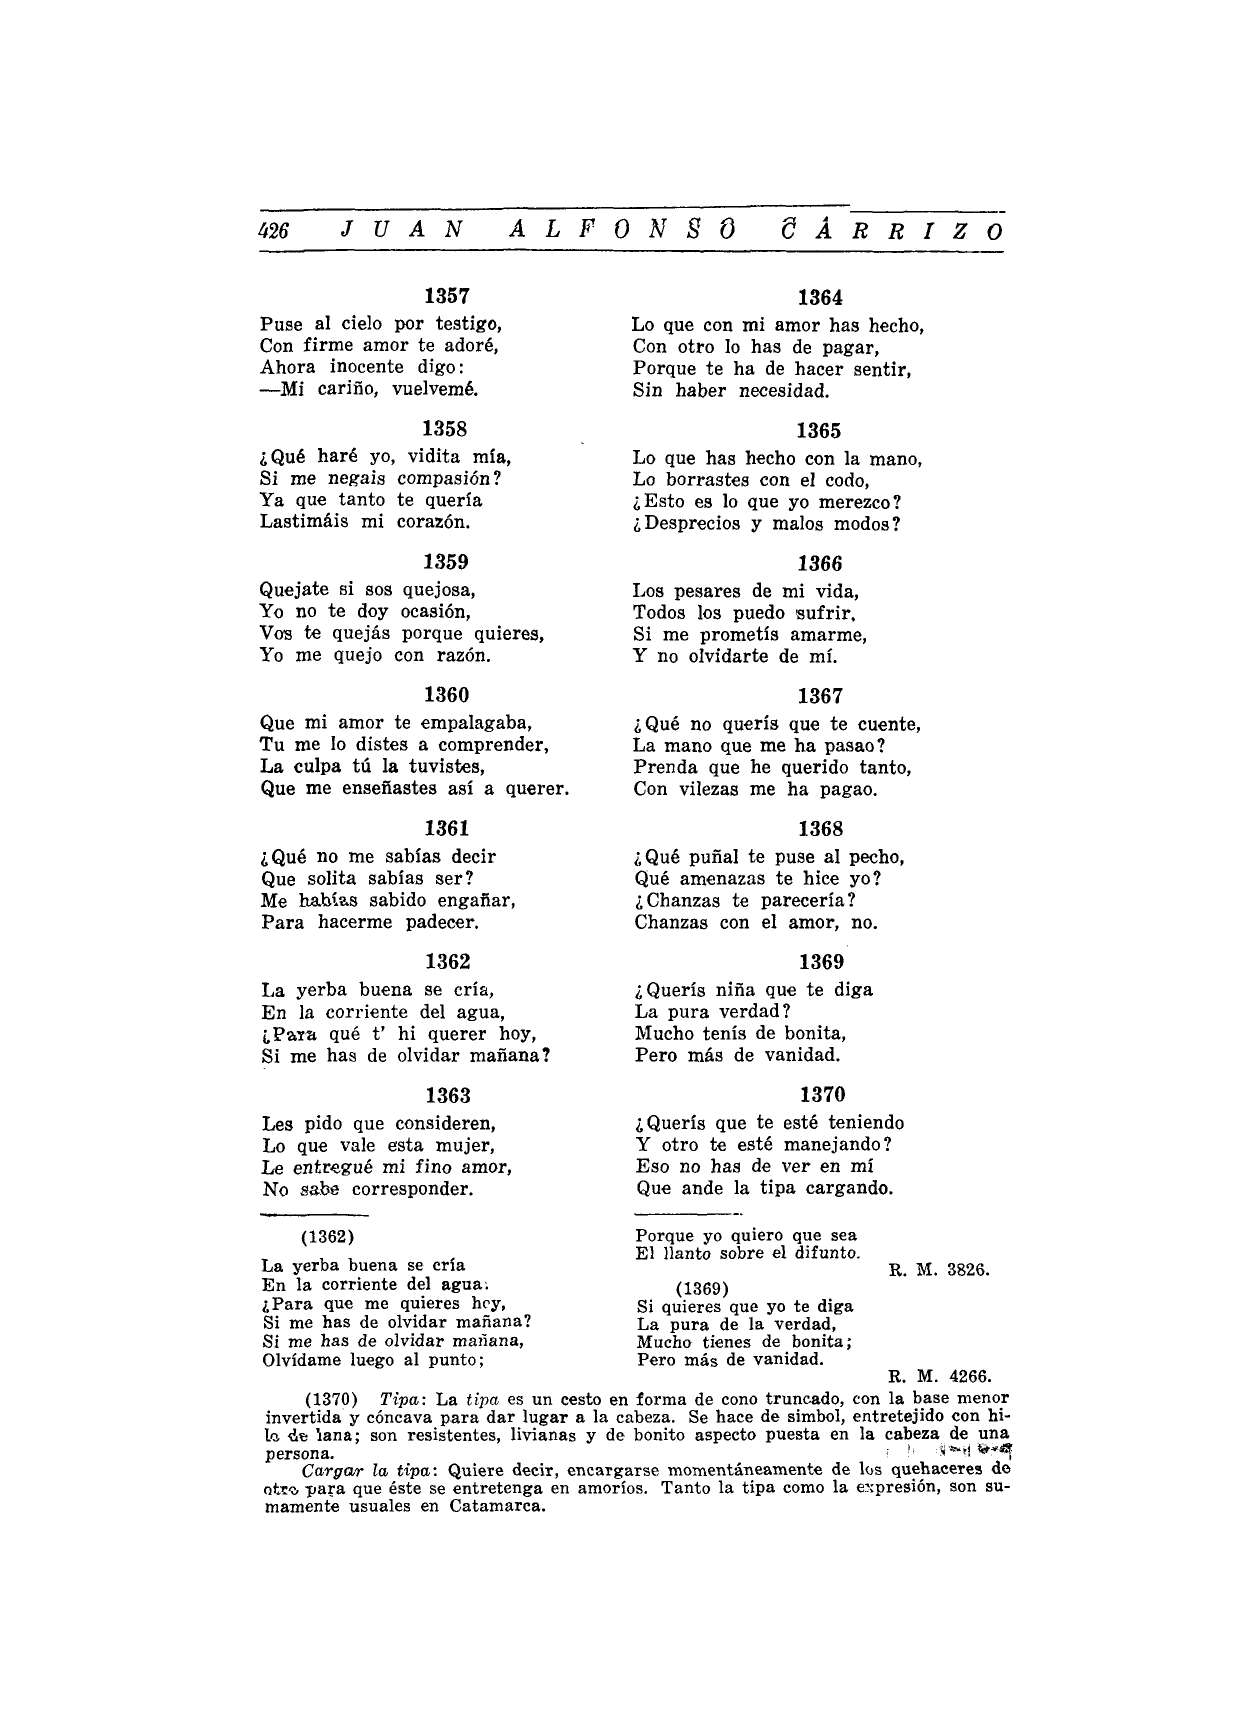 426 JUAN ALFONSO CARRIZO
1357
Puse al cielo por testigo,
Con firme amor te adoré,
Ahora inocente digo:
—Mi cariño, vuelvemé.
1358
¿Qué haré yo, vidita mía,
Si me negais compasión?
Ya que tanto te quería
Lastimáis mi corazón.
1359
Quejate si sos quejosa,
Yo no te doy ocasión,
Vos te quejás porque quieres,
Yo me quejo con razón.
1360
Que mi amor te empalagaba,
Tu me lo distes a comprender,
La culpa tú la tuvistes,
Que me enseñastes así a querer.
1361
¿Qué no me sabías decir
Que solita sabías ser?
Me habías sabido engañar,
Para hacerme padecer.
1362
La yerba buena se cría,
En la corriente del agua,
¿Para qué t' hi querer hoy,
Si me has de olvidar mañana?
1363
Les pido que consideren,
Lo que vale esta mujer,
Le entregué mi fino amor,
No sabe corresponder.
1364
Lo que con mi amor has hecho,
Con otro lo has de pagar,
Porque te ha de hacer sentir,
Sin haber necesidad.
1365
Lo que has hecho con la mano,
Lo borrastes con el codo,
¿Esto es lo que yo merezco?
¿Desprecios y malos modos?
1366
Los pesares de mi vida,
Todos los puedo sufrir,
Si me prometís amarme,
Y no olvidarte de mí.
1367
¿Qué no querís que te cuente,
La mano que me ha pasao?
Prenda que he querido tanto,
Con vilezas me ha pagao.
1368
¿Qué puñal te puse al pecho,
Qué amenazas te hice yo?
¿Chanzas te parecería?
Chanzas con el amor, no.
1369
¿Querís niña que te diga
La pura verdad?
Mucho tenís de bonita,
Pero más de vanidad.
1370
¿Querís que te esté teniendo
Y otro te esté manejando?
Eso no has de ver en mí
Que ande la tipa cargando.
(1362)
La yerba buena se cría
En la corriente del agua.
¿Para que me quieres hoy,
Si me has de olvidar mañana?
Si me has de olvidar mañana,
Olvídame luego al punto;
Porque yo quiero que sea
El llanto sobre el difunto.
R. M. 3826.
(1369)
Si quieres que yo te diga
La pura de la verdad,
Mucho tienes de bonita;
Pero más de vanidad.
R. M. 4266.
(1370) Tipa: La tipa es un cesto en forma de cono truncado, con la base menor
invertida y cóncava para dar lugar a la cabeza. Se hace de simbol, entretejido con hi-
lo de lana; son resistentes, livianas y de bonito aspecto puesta en la cabeza de una
persona.
Cargar la tipa: Quiere decir, encargarse momentáneamente de los quehaceres de
otro para que éste se entretenga en amoríos. Tanto la tipa como la expresión, son su-
mamente usuales en Catamarca.